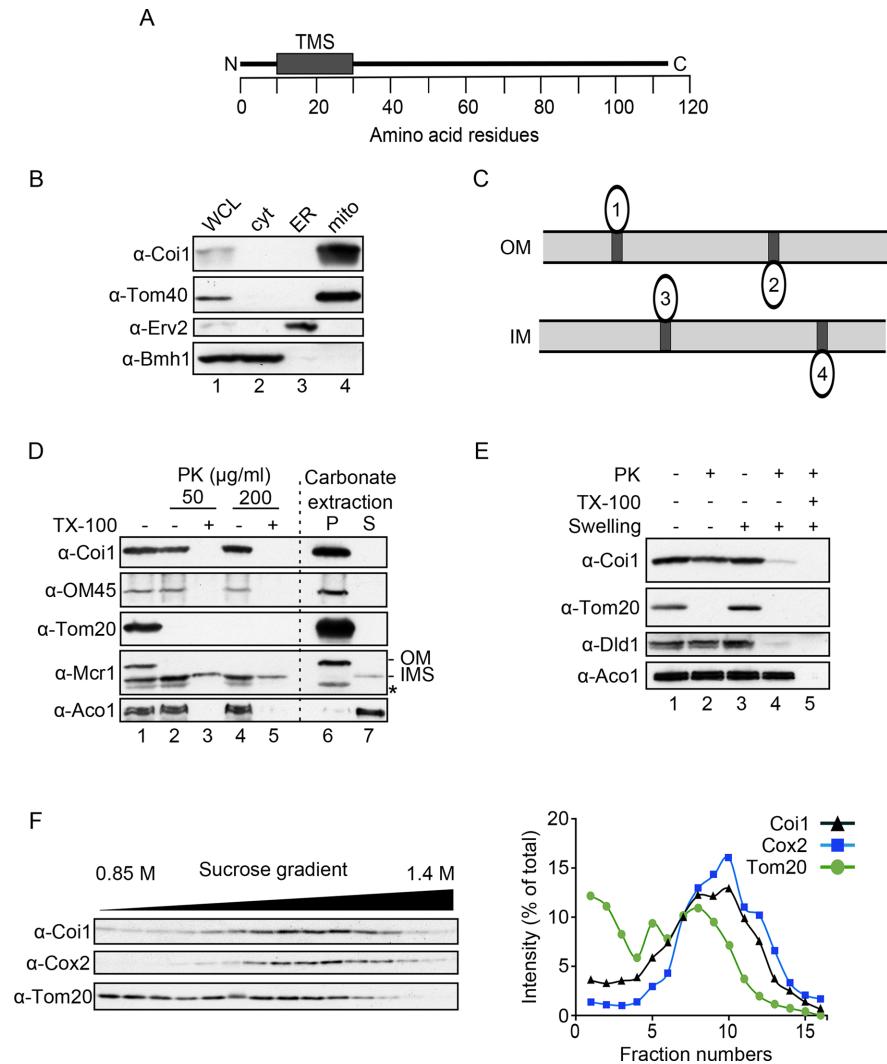 A
TMS
N
C
0 20 40 60 80 100 120
Amino acid residues
B
WCL cyt ER mito
α-Coi1
α-Tom40
α-Erv2
α-Bmh1
1 2 3 4
C
1
OM
2
3
IM
4
D
PK (μg/ml)
50 200
Carbonate
extraction
TX-100 - - + - + P S
α-Coi1
α-OM45
α-Tom20
α-Mcr1
- OM
- IMS
*
α-Aco1
1 2 3 4 5 6 7
E
PK - + - + +
TX-100 +
Swelling - - + + +
α-Coi1
α-Tom20
α-Dld1
α-Aco1
1 2 3 4 5
F
0.85 M Sucrose gradient 1.4 M
α-Coi1
α-Cox2
α-Tom20
Coi1
Cox2
Tom20
Intensity (% of total)
20
15
10
5
0
0 5 10 15
Fraction numbers